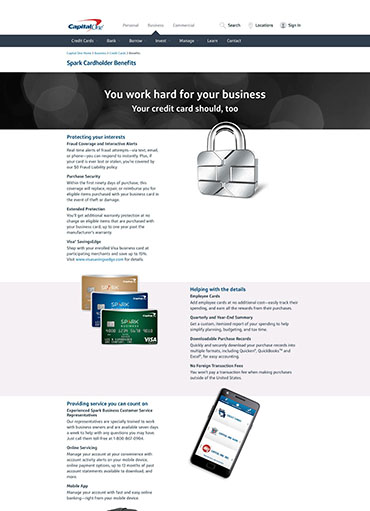 Capital One
Personal Business Commercial Search Locations Sign In
Credit Cards Bank Borrow Invest Manage Learn Contact
Capital One Home Business Credit Cards Benefits
Spark Cardholder Benefits
You work hard for your business
Your credit card should, too
Protecting your interests
Fraud Coverage and Interactive Alerts
Real time alerts of fraud attempts—via text, email,
or phone—you can respond to instantly. Plus, if
your card is ever lost or stolen, you're covered by
our $0 Fraud Liability policy.
Purchase Security
Within the first ninety days of purchase, this
coverage will replace, repair, or reimburse you for
eligible items purchased with your business card in
the event of theft or damage.
Extended Protection
You'll get additional warranty protection at no
charge on eligible items that are purchased with
your business card, up to one year past the
manufacturer's warranty.
Visa® SavingsEdge
Step with your enrolled Visa business card at
participating merchants and save up to 15%.
Visit www.visasavingsedge.com for details.
SPARK
BUSINESS
VISA
Helping with the details
Employee Cards
Add employee cards at no additional cost—easily track their
spending, and earn all the rewards from their purchases.
Quarterly and Year-End Summary
Get a custom, itemized report of your spending to help
simplify planning, budgeting, and tax time.
Downloadable Purchase Records
Quickly and securely download your purchase records into
multiple formats, including Quicken®, QuickBooks™ and
Excel®, for easy accounting.
No Foreign Transaction Fees
You won't pay a transaction fee when making purchases
outside of the United States.
Providing service you can count on
Experienced Spark Business Customer Service
Representatives
Our representatives are specially trained to work
with business owners and are available seven days
a week to help with any questions you may have.
Just call them toll free at 1-800-867-0904.
Online Servicing
Manage your account at your convenience with
account activity alerts on your mobile device,
online payment options, up to 12 months of past
account statements available to download, and
more.
Mobile App
Manage your account with fast and easy online
banking—right from your mobile device